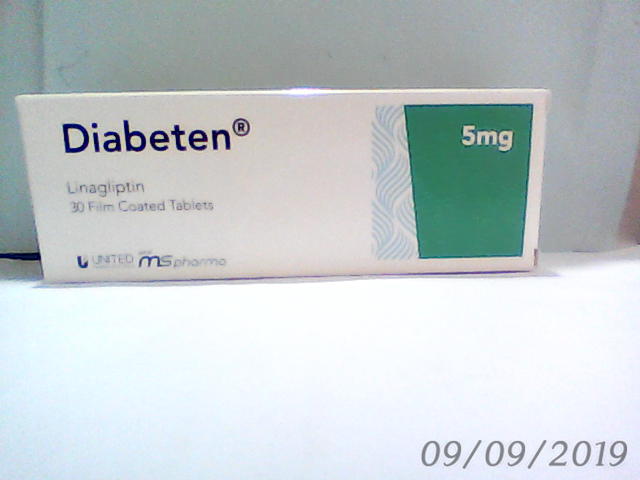 Diabeten®
5mg
Linagliptin
30 Film Coated Tablets
UNITED
ms pharma
09/09/2019